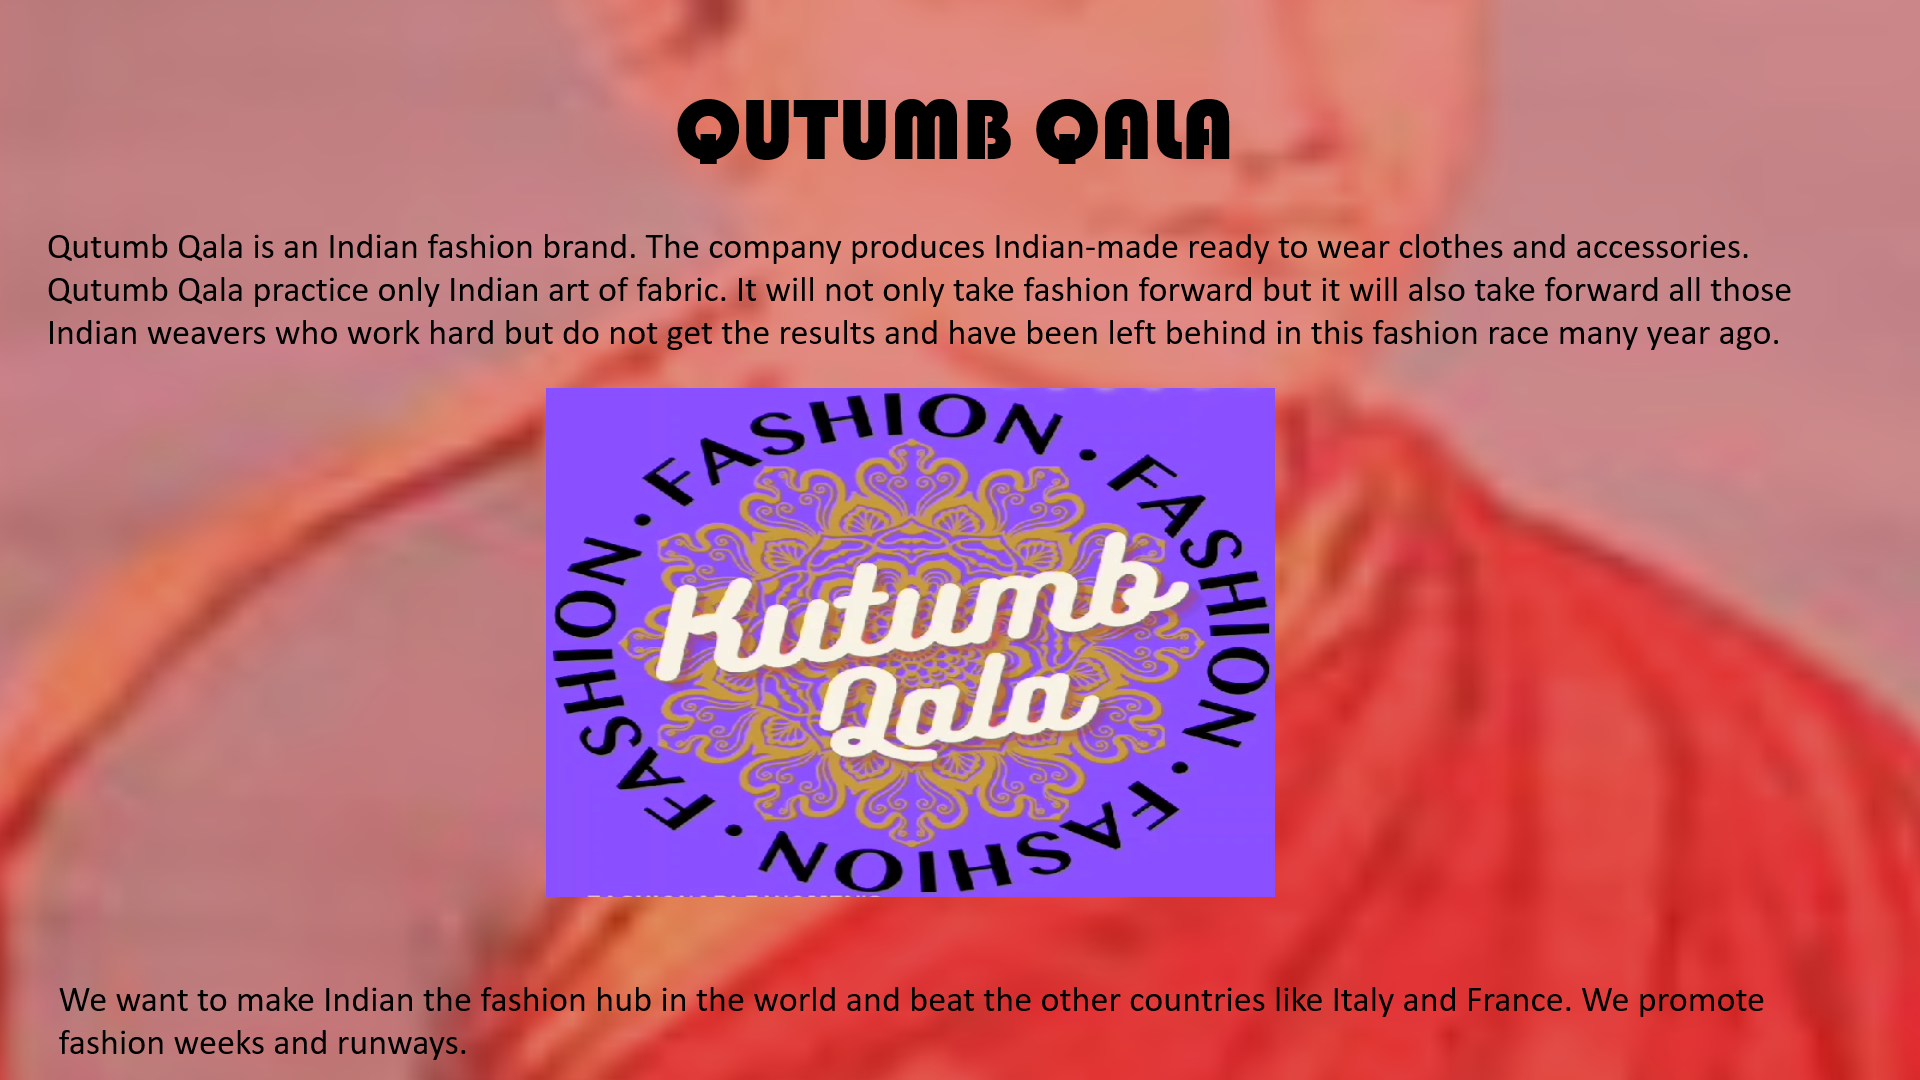 QUTUMB QALA
Qutumb Qala is an Indian fashion brand. The company produces Indian-made ready to wear clothes and accessories.
Qutumb Qala practice only Indian art of fabric. It will not only take fashion forward but it will also take forward all those
Indian weavers who work hard but do not get the results and have been left behind in this fashion race many year ago.
FASHION · FASHION · FASHION · FASHION ·
Kutumb
Qala
We want to make Indian the fashion hub in the world and beat the other countries like Italy and France. We promote
fashion weeks and runways.